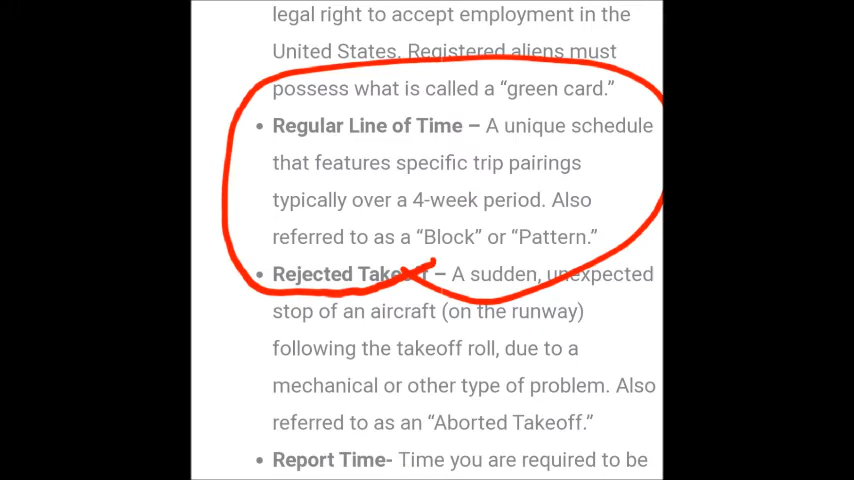 legal right to accept employment in the
United States. Registered aliens must
possess what is called a “green card.”
• Regular Line of Time – A unique schedule
that features specific trip pairings
typically over a 4-week period. Also
referred to as a “Block” or “Pattern.”
• Rejected Takeoff – A sudden, unexpected
stop of an aircraft (on the runway)
following the takeoff roll, due to a
mechanical or other type of problem. Also
referred to as an “Aborted Takeoff.”
• Report Time- Time you are required to be